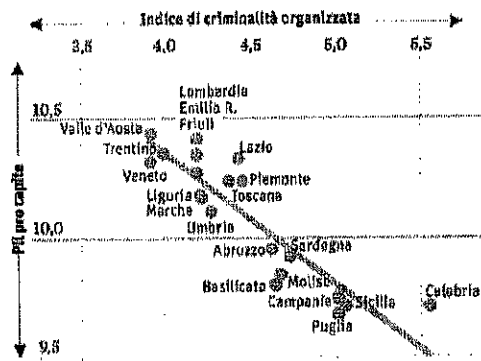 Indice di criminalità organizzata
3,5 4,0 4,5 5,0 5,5
Pil pro capite
10,5
Lombardia
Emilia R.
Friuli
Valle d'Aosta
Trentino
Lazio
Veneto
Piemonte
Liguria
Toscana
Marche
Umbria
10,0
Abruzzo
Sardegna
Basilicata
Molise
Campania
Sicilia
Calabria
Puglia
9,5